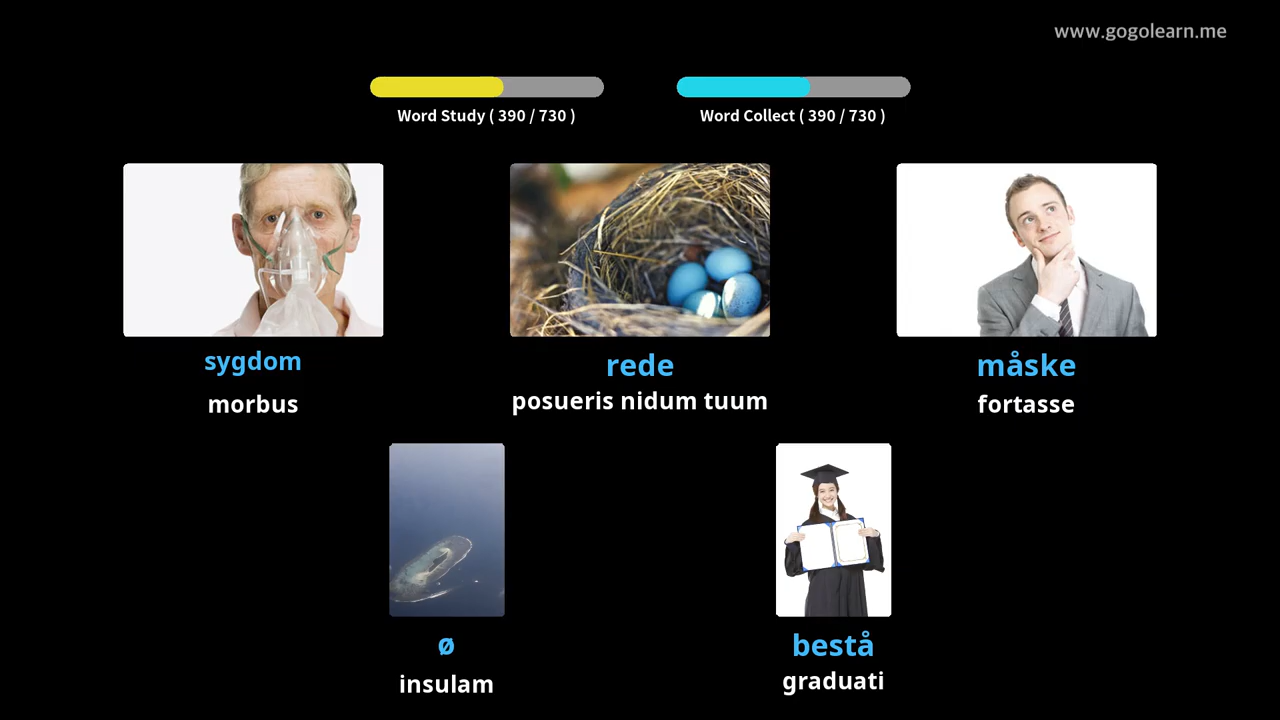 www.gogolearn.me
Word Study ( 390 / 730 )
Word Collect ( 390 / 730 )
sygdom
morbus
rede
posueris nidum tuum
måske
fortasse
ø
insulam
bestå
graduati